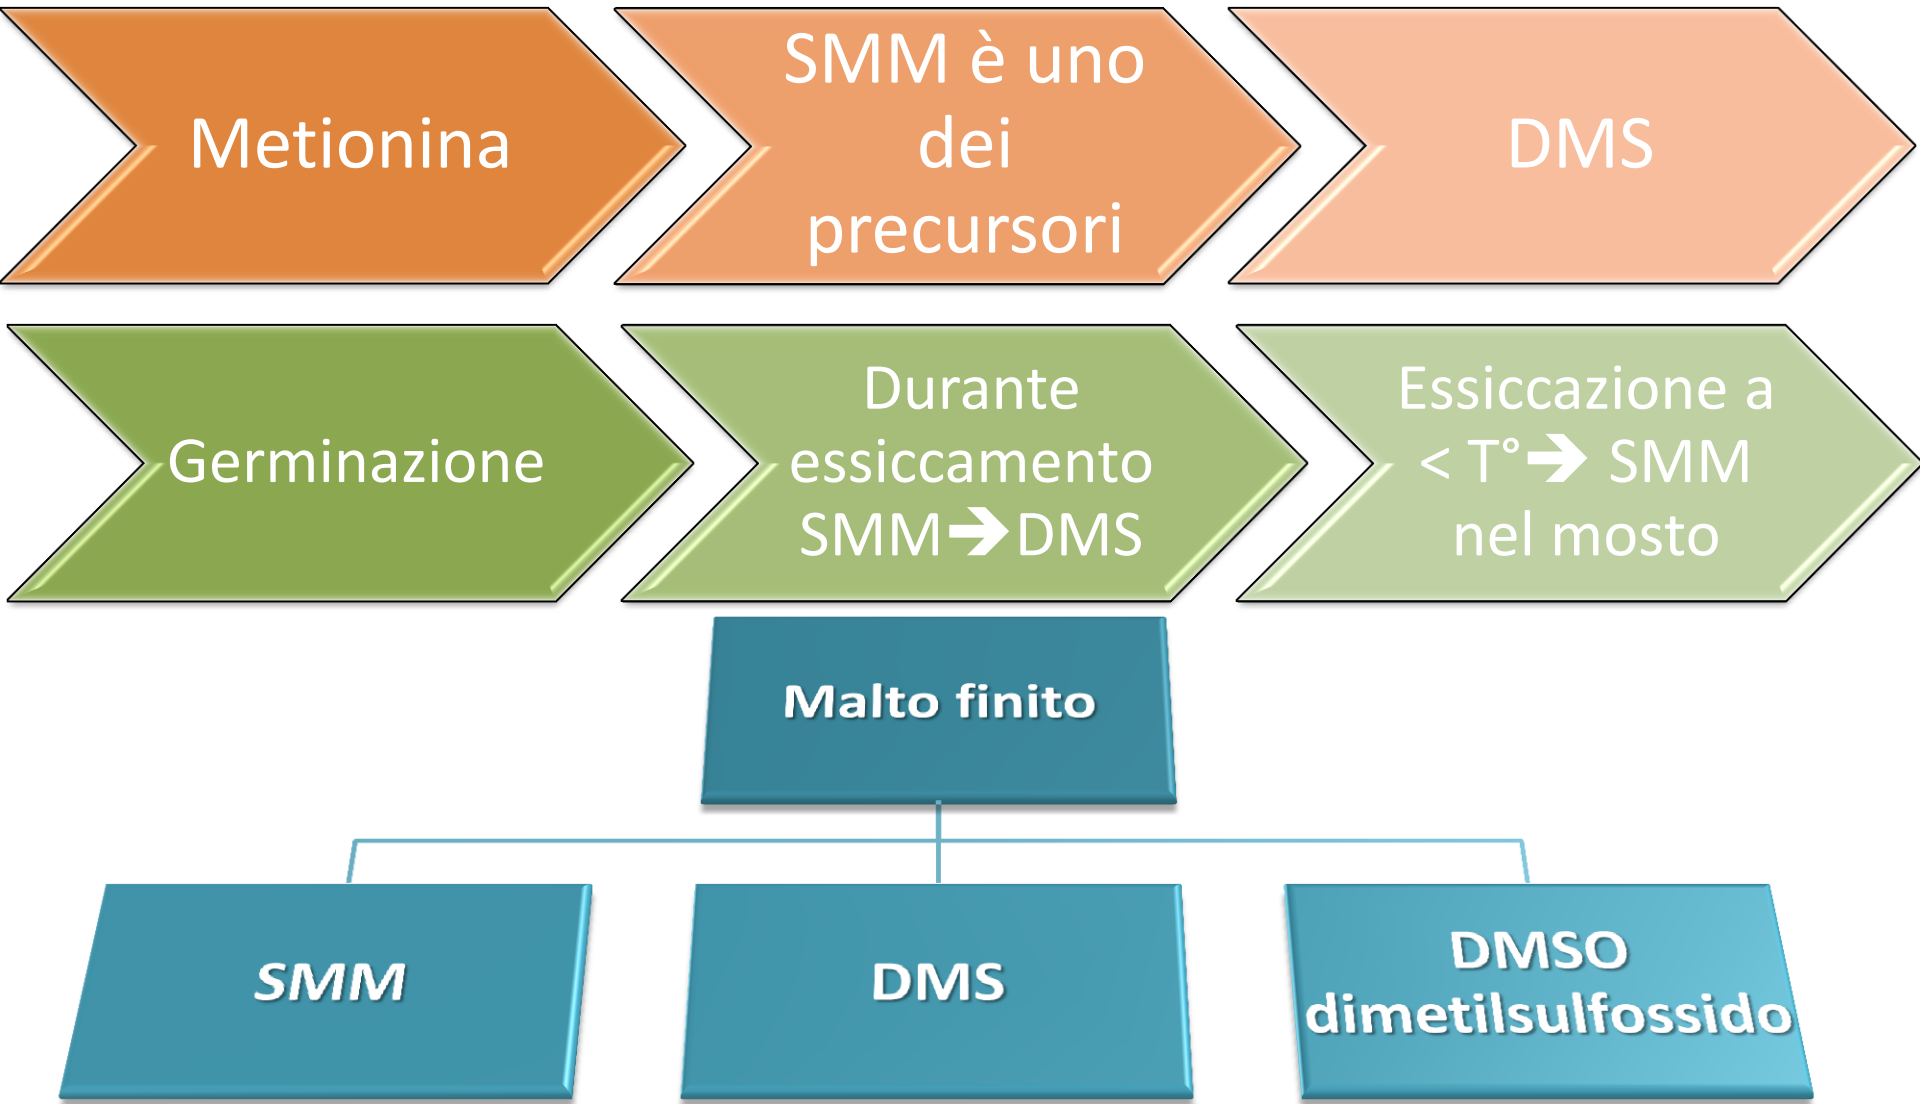 Metionina
SMM è uno
dei
precursori
DMS
Germinazione
Durante
essiccamento
SMM➔DMS
Essiccazione a
< T°➔ SMM
nel mosto
Malto finito
SMM
DMS
DMSO
dimetilsulfossido